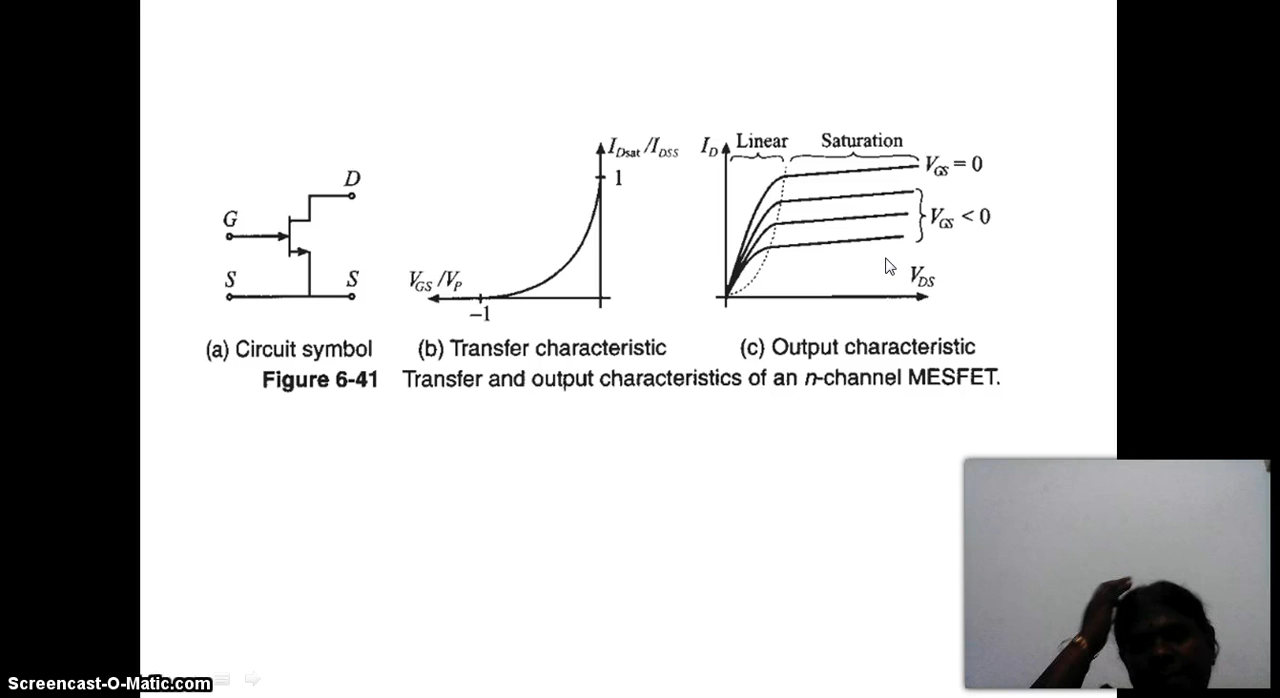 D
G
S
S
(a) Circuit symbol
I_Dsat /I_DSS
1
V_GS /V_P
−1
(b) Transfer characteristic
I_D
Linear
Saturation
V_GS = 0
V_GS < 0
V_DS
(c) Output characteristic
Figure 6-41 Transfer and output characteristics of an n-channel MESFET.
Screencast-O-Matic.com